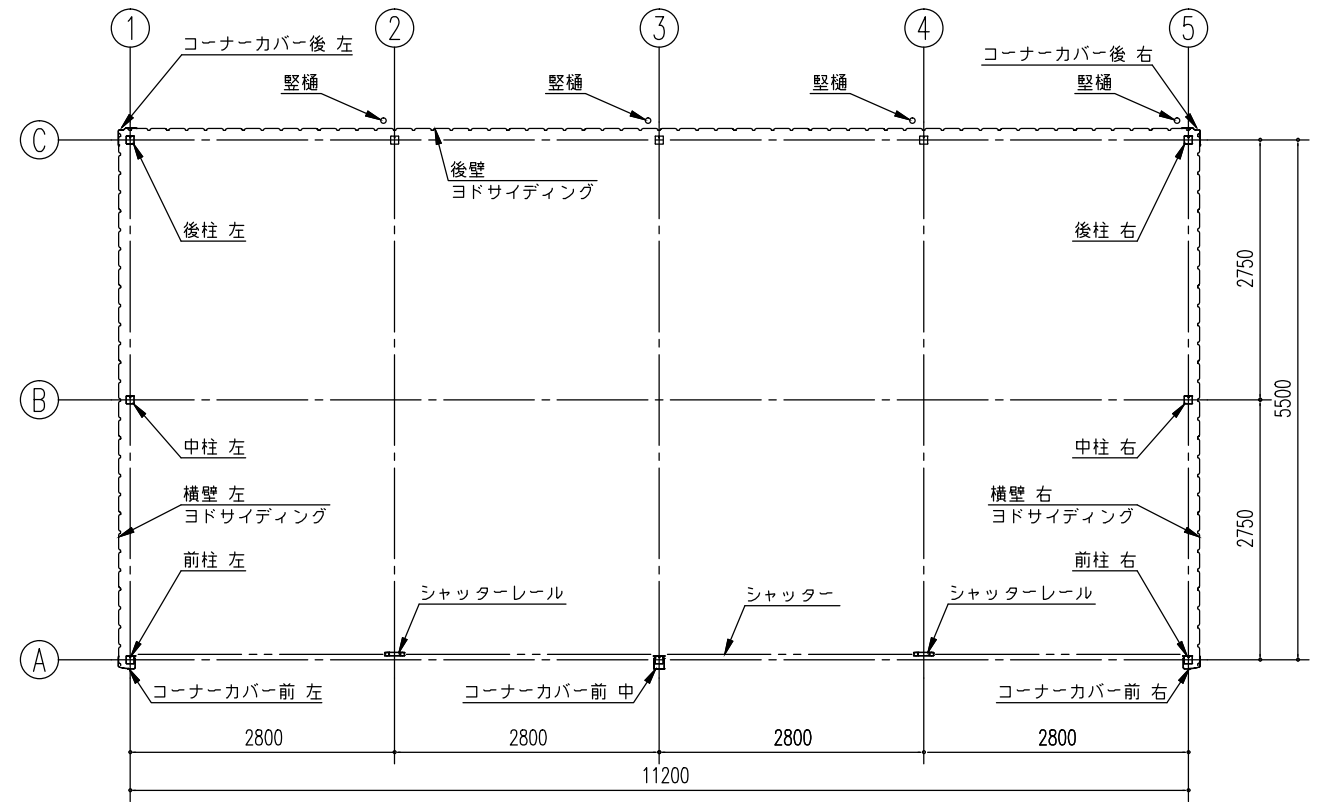 1
2
3
4
5
コーナーカバー後 左
コーナーカバー後 右
竪樋
竪樋
竪樋
竪樋
C
後壁
ヨドサイディング
後柱 左
後柱 右
2750
5500
B
中柱 左
中柱 右
横壁 左
ヨドサイディング
横壁 右
ヨドサイディング
2750
前柱 左
前柱 右
シャッターレール
シャッター
シャッターレール
A
コーナーカバー前 左
コーナーカバー前 中
コーナーカバー前 右
2800
2800
2800
2800
11200